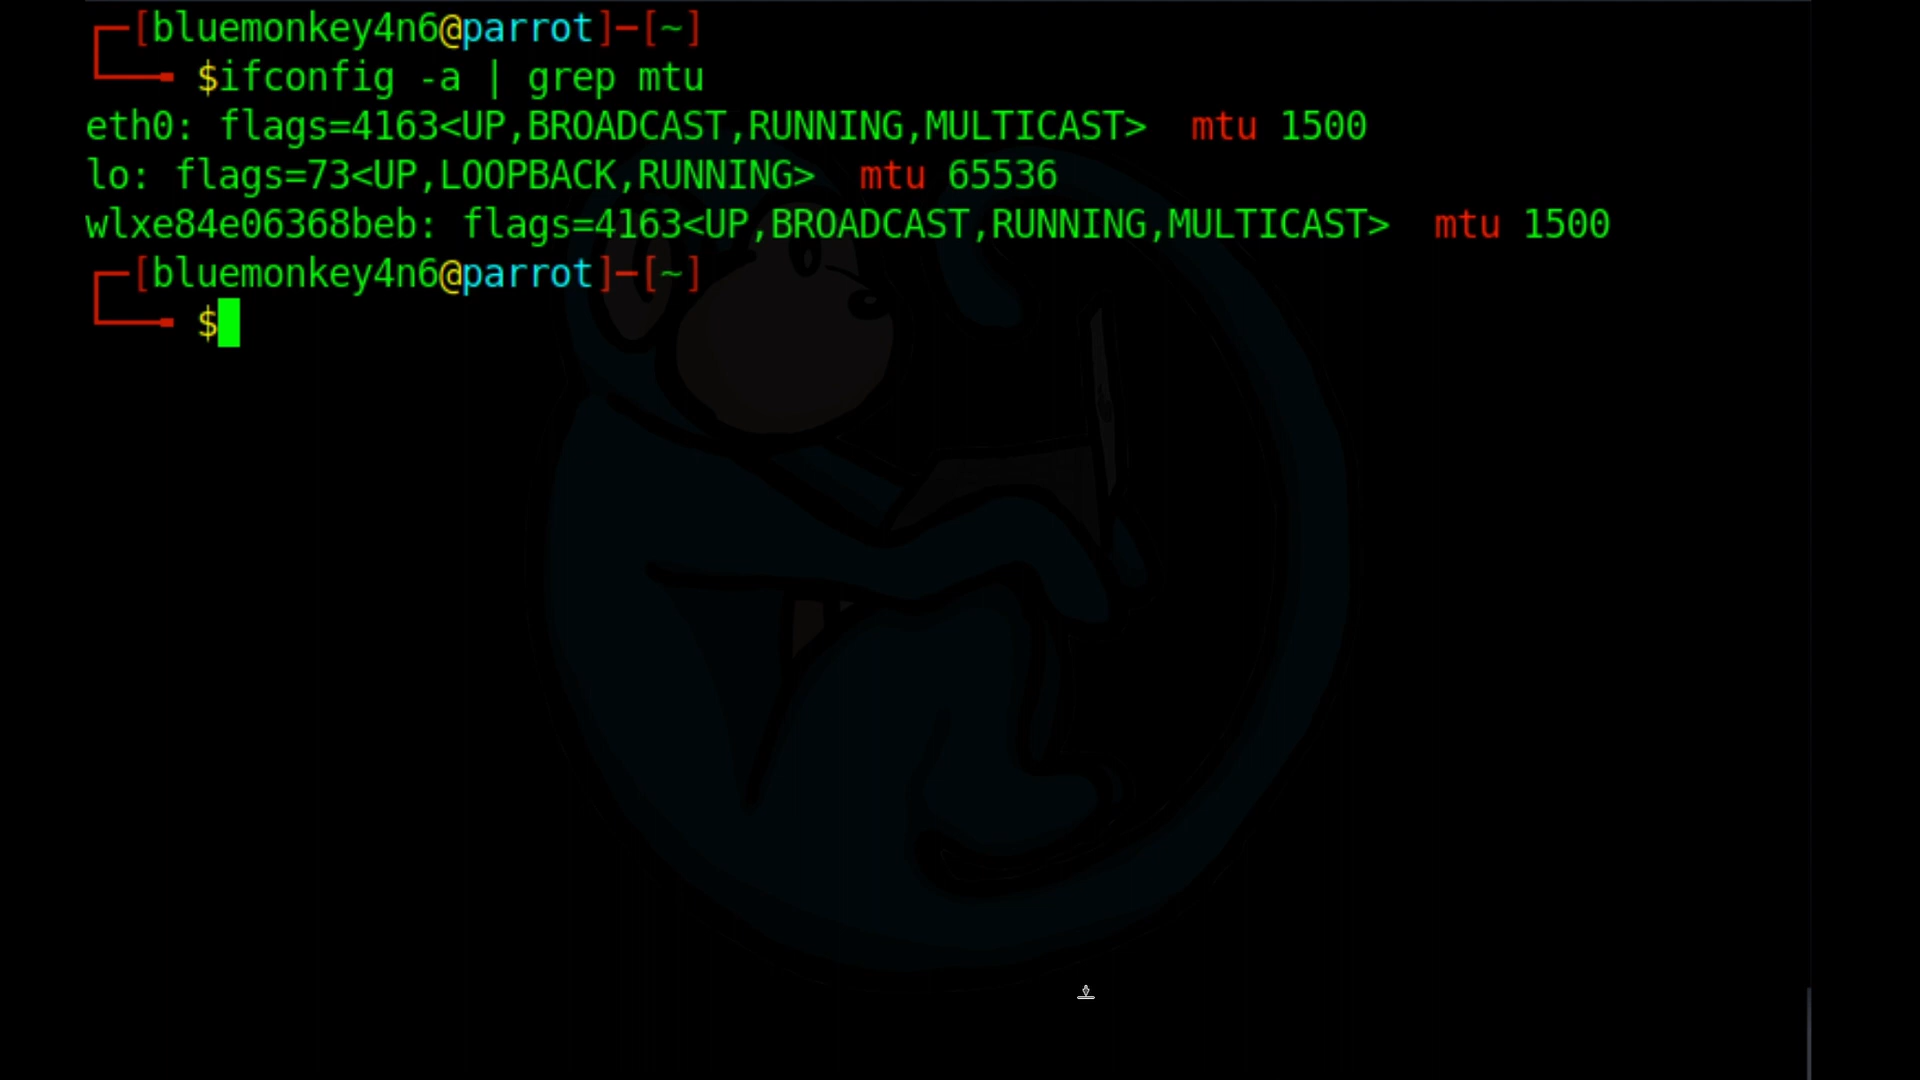 [bluemonkey4n6@parrot]─[~]
$ifconfig -a | grep mtu
eth0: flags=4163<UP,BROADCAST,RUNNING,MULTICAST>  mtu 1500
lo: flags=73<UP,LOOPBACK,RUNNING>  mtu 65536
wlxe84e06368beb: flags=4163<UP,BROADCAST,RUNNING,MULTICAST>  mtu 1500
[bluemonkey4n6@parrot]─[~]
$